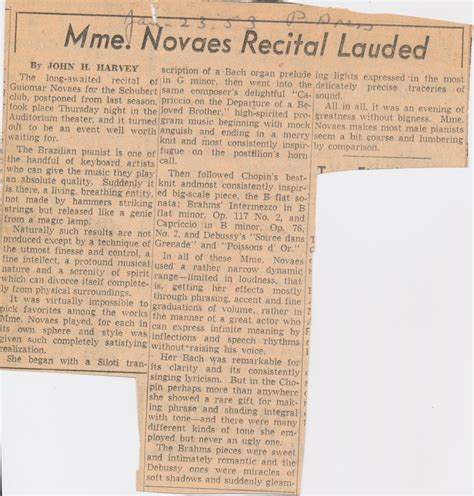 Jan 23 53 P. Press
Mme. Novaes Recital Lauded
By JOHN H. HARVEY
The long-awaited recital of
Guiomar Novaes for the Schubert
club, postponed from last season,
took place Thursday night in the
Auditorium theater, and it turned
out to be an event well worth
waiting for.
The Brazilian pianist is one of
the handful of keyboard artists
who can give the music they play
an absolute quality. Suddenly it
is there, a living, breathing entity,
not made by hammers striking
strings but released like a genie
from a magic lamp.
Naturally such results are not
produced except by a technique of
the utmost finesse and control, a
fine intellect, a profound musical
nature and a serenity of spirit
which can divorce itself completely
from physical surroundings.
It was virtually impossible to
pick favorites among the works
Mme. Novaes played, for each in
its own sphere and style was
given such completely satisfying
realization.
She began with a Siloti tran-
scription of a Bach organ prelude
in G minor, then went into the
same composer's delightful "Ca-
priccio on the Departure of a Be-
loved Brother," high-spirited pro-
gram music beginning with mock
anguish and ending in a merry
and most consistently inspir-
fugue on the postilion's horn
call.
Then followed Chopin's best-
knit and most consistently inspir-
ed big-scale piece, the B flat so-
nata; Brahms' Intermezzo in B
flat minor, Op. 117 No. 2, and
Capriccio in B minor, Op. 76,
No. 2, and Debussy's "Soiree dans
Grenade" and "Poissons d' Or."
In all of these Mme. Novaes
used a rather narrow dynamic
range—limited in loudness, that
is, getting her effects mostly
through phrasing, accent and fine
graduations of volume, rather in
the manner of a great actor who
can express infinite meaning by
inflections and speech rhythms
without raising his voice.
Her Bach was remarkable for
its clarity and its consistently
singing lyricism. But in the Cho-
pin perhaps more than anywhere
she showed a rare gift for mak-
ing phrase and shading integral
with tone—and there were many
different kinds of tone she em-
ployed but never an ugly one.
The Brahms pieces were sweet
and intimately romantic and the
Debussy ones were miracles of
soft shadows and suddenly gleam-
ing lights expressed in the most
delicately precise traceries of
sound.
All in all, it was an evening of
greatness without bigness. Mme.
Novaes makes most male pianists
seem a bit coarse and lumbering
by comparison.